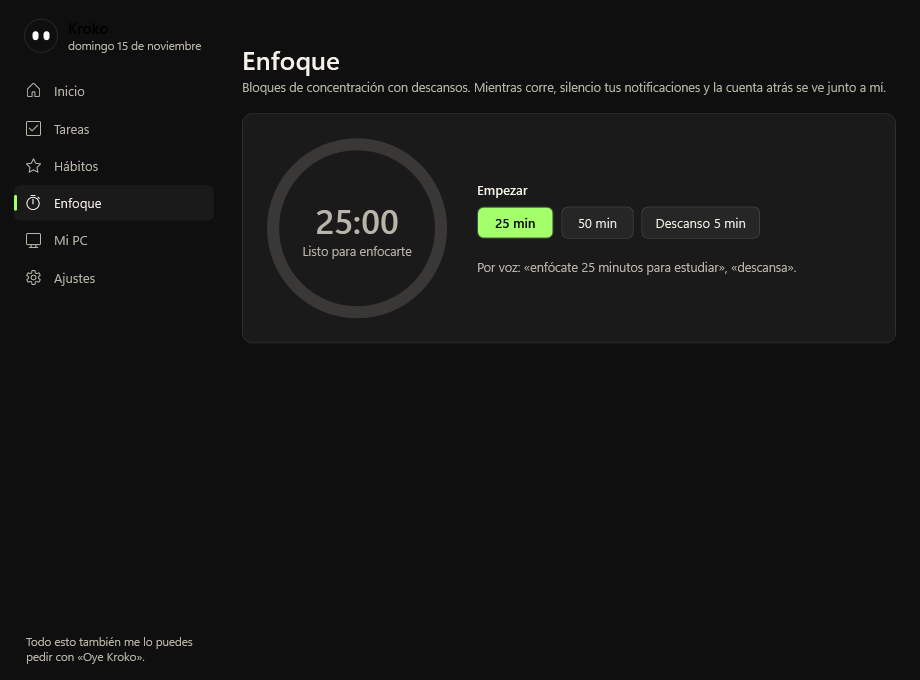 Kroko
domingo 15 de noviembre
Inicio
Tareas
Hábitos
Enfoque
Mi PC
Ajustes
Todo esto también me lo puedes
pedir con «Oye Kroko».
Enfoque
Bloques de concentración con descansos. Mientras corre, silencio tus notificaciones y la cuenta atrás se ve junto a mí.
25:00
Listo para enfocarte
Empezar
25 min
50 min
Descanso 5 min
Por voz: «enfócate 25 minutos para estudiar», «descansa».